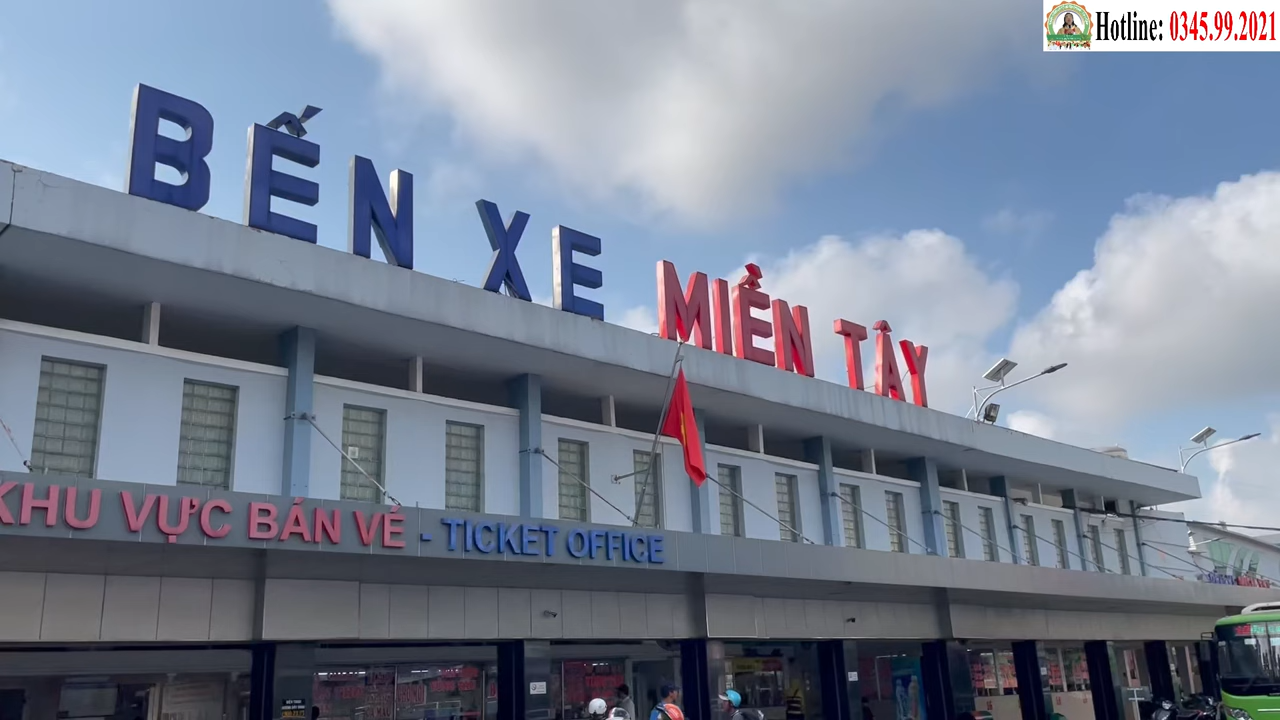 Hotline: 0345.99.2021
BẾN XE MIỀN TÂY
KHU VỰC BÁN VÉ - TICKET OFFICE